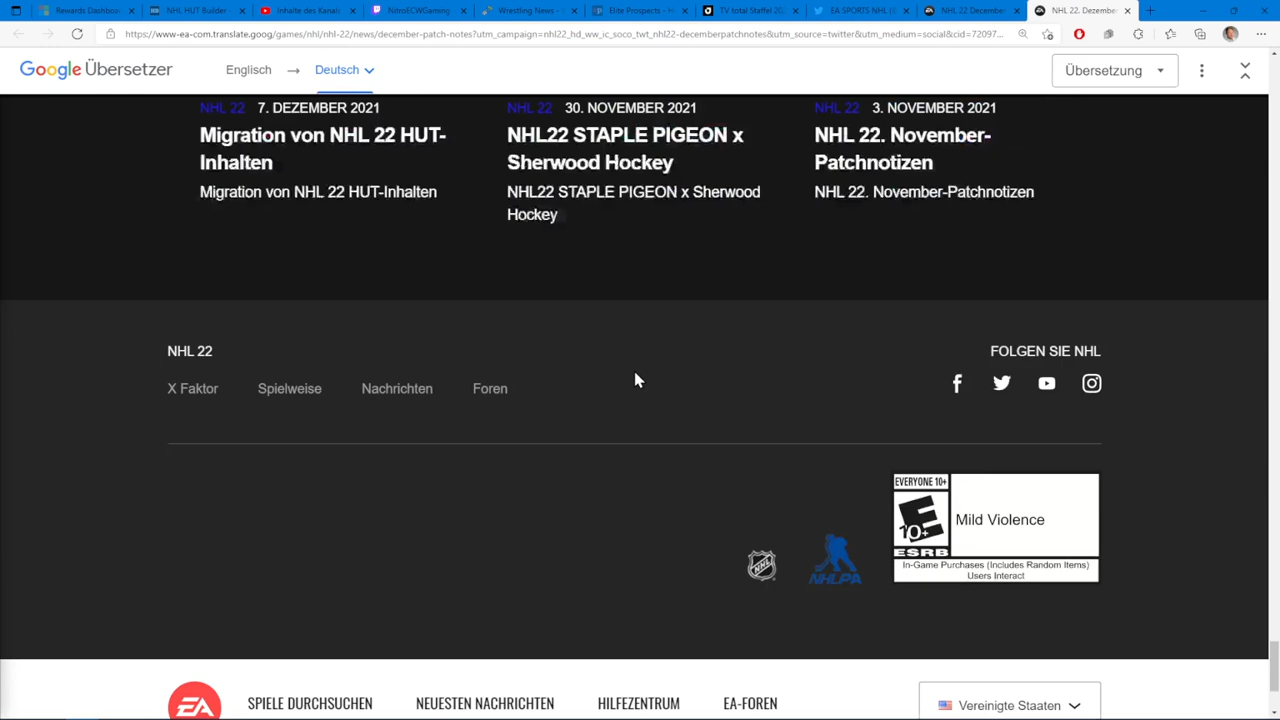 Rewards Dashboa
NHL HUT Builder
Inhalte des Kanals
NitroECWGaming
Wrestling News -
Elite Prospects - H
TV total Staffel 202
EA SPORTS NHL (
NHL 22 December
NHL 22. Dezembe
https://www-ea-com.translate.goog/games/nhl/nhl-22/news/december-patch-notes?utm_campaign=nhl22_hd_ww_ic_soco_twt_nhl22-decemberpatchnotes&utm_source=twitter&utm_medium=social&cid=72097...
Google Übersetzer
Englisch → Deutsch
Übersetzung
NHL 22 7. DEZEMBER 2021
Migration von NHL 22 HUT-
Inhalten
Migration von NHL 22 HUT-Inhalten
NHL 22 30. NOVEMBER 2021
NHL22 STAPLE PIGEON x
Sherwood Hockey
NHL22 STAPLE PIGEON x Sherwood
Hockey
NHL 22 3. NOVEMBER 2021
NHL 22. November-
Patchnotizen
NHL 22. November-Patchnotizen
NHL 22
X Faktor Spielweise Nachrichten Foren
FOLGEN SIE NHL
EVERYONE 10+
E
10+
ESRB
Mild Violence
In-Game Purchases (Includes Random Items)
Users Interact
NHL
NHLPA
EA
SPIELE DURCHSUCHEN NEUESTEN NACHRICHTEN HILFEZENTRUM EA-FOREN
Vereinigte Staaten